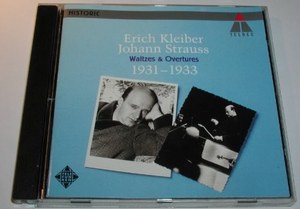 HISTORIC
TELDEC
Erich Kleiber
Johann Strauss
Waltzes & Overtures
1931-1933